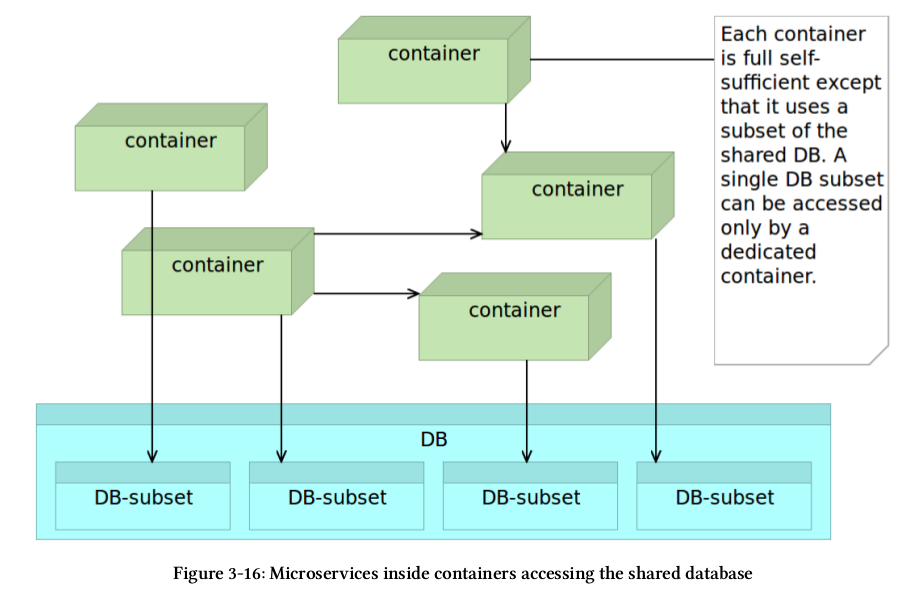 container
Each container
is full self-
sufficient except
that it uses a
subset of the
shared DB. A
single DB subset
can be accessed
only by a
dedicated
container.
container
container
container
container
DB
DB-subset
DB-subset
DB-subset
DB-subset
Figure 3-16: Microservices inside containers accessing the shared database